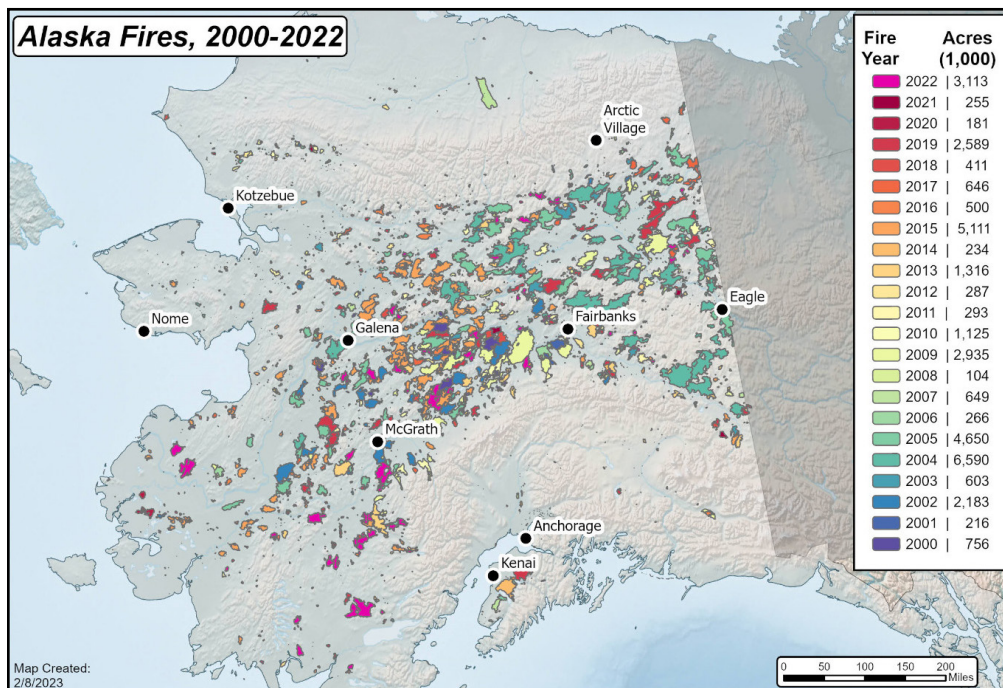 Alaska Fires, 2000-2022
Fire Acres
Year (1,000)
2022 | 3,113
2021 | 255
2020 | 181
2019 | 2,589
2018 | 411
2017 | 646
2016 | 500
2015 | 5,111
2014 | 234
2013 | 1,316
2012 | 287
2011 | 293
2010 | 1,125
2009 | 2,935
2008 | 104
2007 | 649
2006 | 266
2005 | 4,650
2004 | 6,590
2003 | 603
2002 | 2,183
2001 | 216
2000 | 756
Arctic
Village
Kotzebue
Nome
Galena
Fairbanks
Eagle
McGrath
Anchorage
Kenai
Map Created:
2/8/2023
0 50 100 150 200
Miles